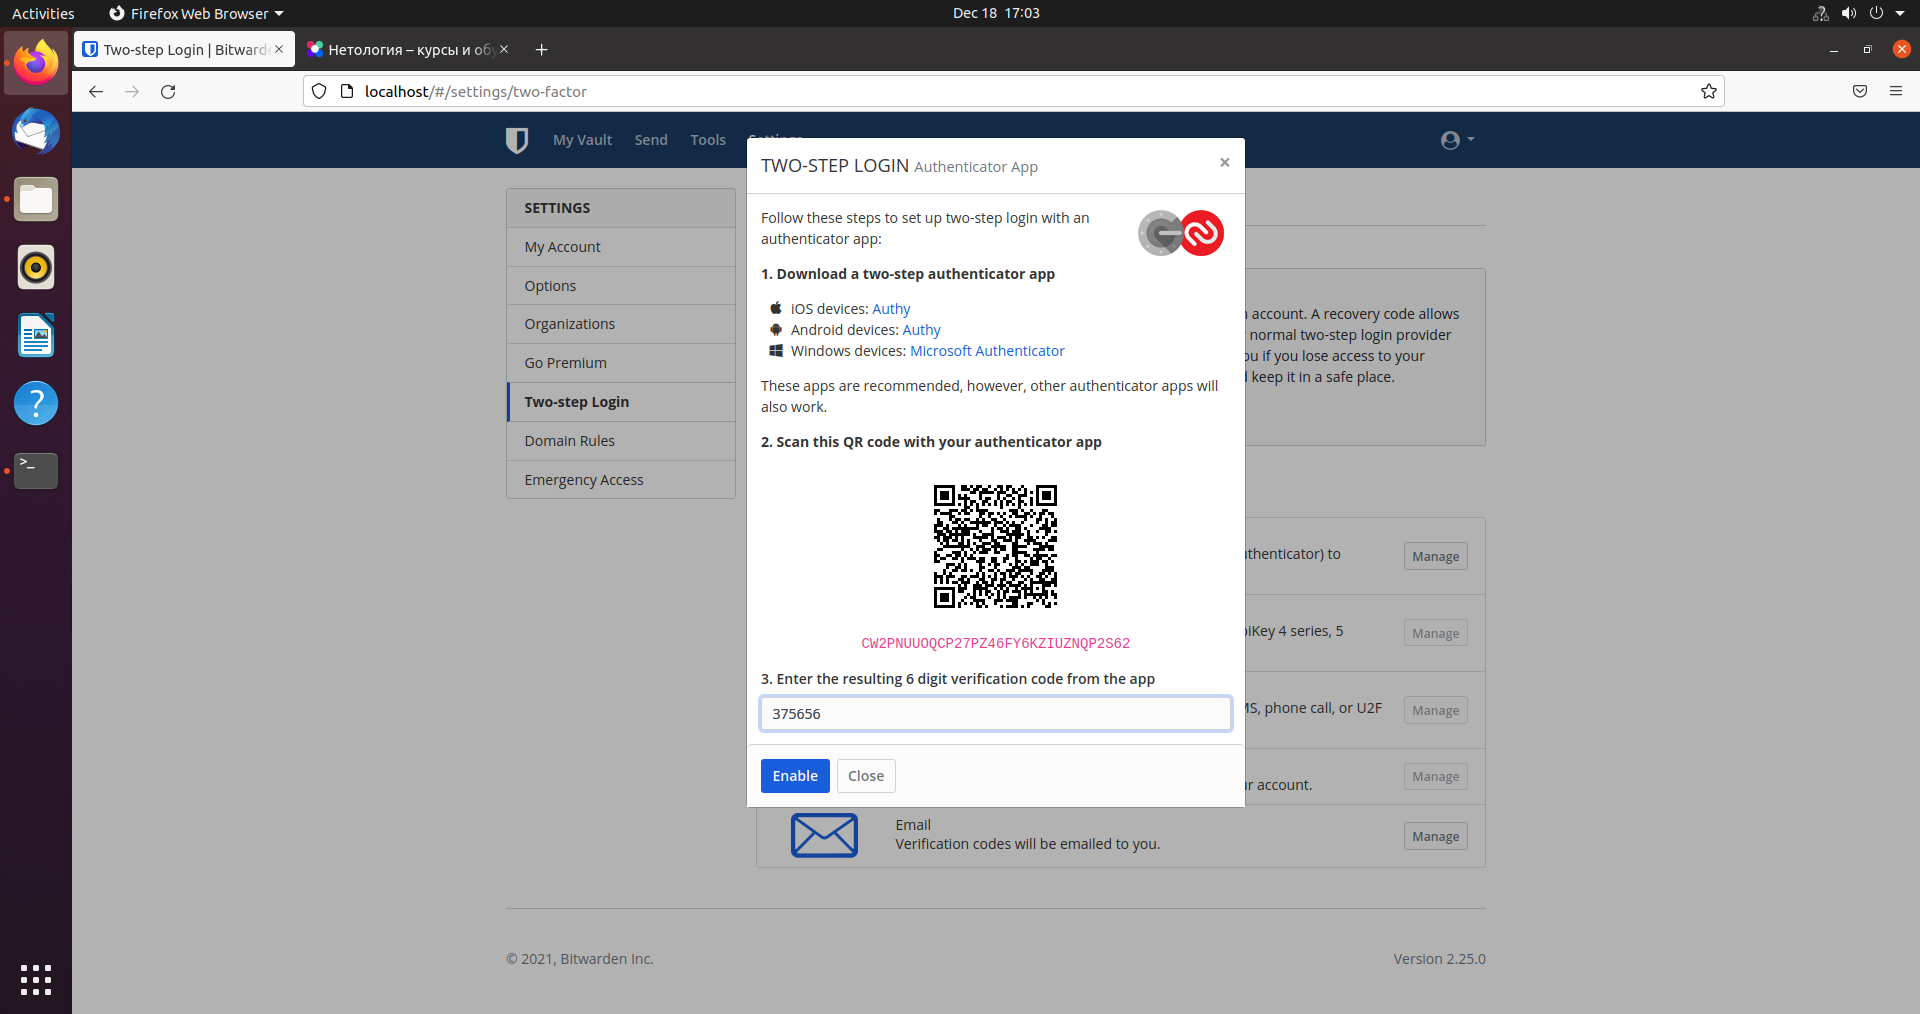 Activities
Firefox Web Browser
Dec 18 17:03
Two-step Login | Bitwarde
Нетология – курсы и обу
localhost/#/settings/two-factor
My Vault
Send
Tools
TWO-STEP LOGIN Authenticator App
SETTINGS
My Account
Options
Organizations
Go Premium
Two-step Login
Domain Rules
Emergency Access
Follow these steps to set up two-step login with an
authenticator app:
1. Download a two-step authenticator app
iOS devices: Authy
Android devices: Authy
Windows devices: Microsoft Authenticator
These apps are recommended, however, other authenticator apps will
also work.
2. Scan this QR code with your authenticator app
CW2PNUUOQCP27PZ46FY6KZIUZNQP2S62
3. Enter the resulting 6 digit verification code from the app
375656
Enable
Close
account. A recovery code allows
normal two-step login provider
ou if you lose access to your
keep it in a safe place.
uthenticator) to
Manage
biKey 4 series, 5
Manage
MS, phone call, or U2F
Manage
ur account.
Manage
Email
Verification codes will be emailed to you.
Manage
© 2021, Bitwarden Inc.
Version 2.25.0